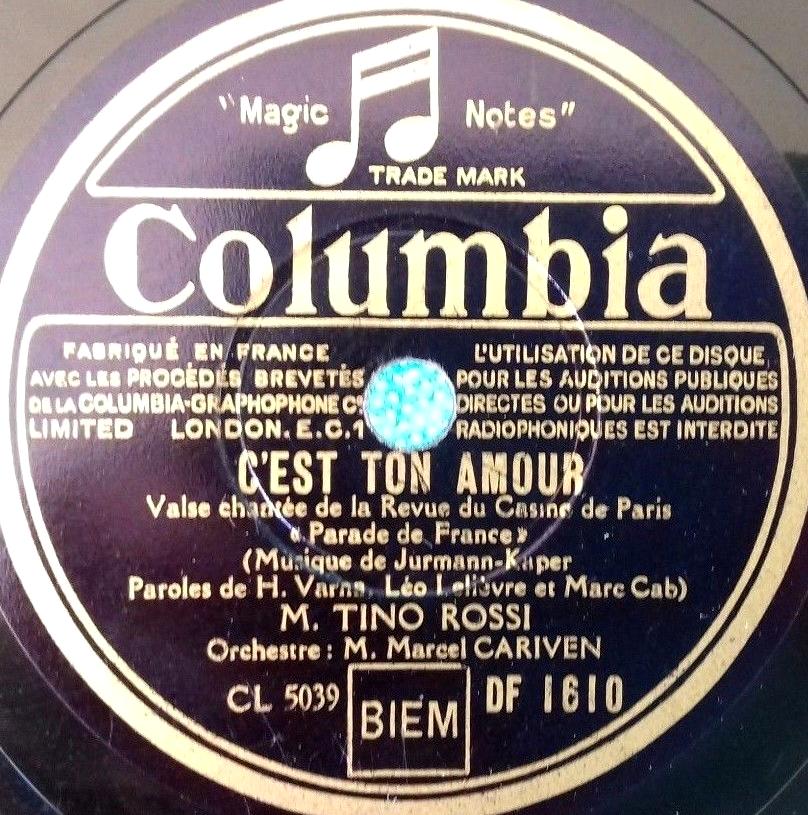 "Magic Notes"
TRADE MARK
Columbia
FABRIQUÉ EN FRANCE
AVEC LES PROCÉDÉS BREVETÉS
DE LA COLUMBIA-GRAPHOPHONE Cº
LIMITED LONDON. E.C.1
L'UTILISATION DE CE DISQUE
POUR LES AUDITIONS PUBLIQUES
DIRECTES OU POUR LES AUDITIONS
RADIOPHONIQUES EST INTERDITE
C'EST TON AMOUR
Valse chantée de la Revue du Casino de Paris
« Parade de France »
(Musique de Jurmann-Kaper
Paroles de H. Varna, Léo Lelièvre et Marc Cab)
M. TINO ROSSI
Orchestre : M. Marcel CARIVEN
CL 5039 BIEM DF 1610